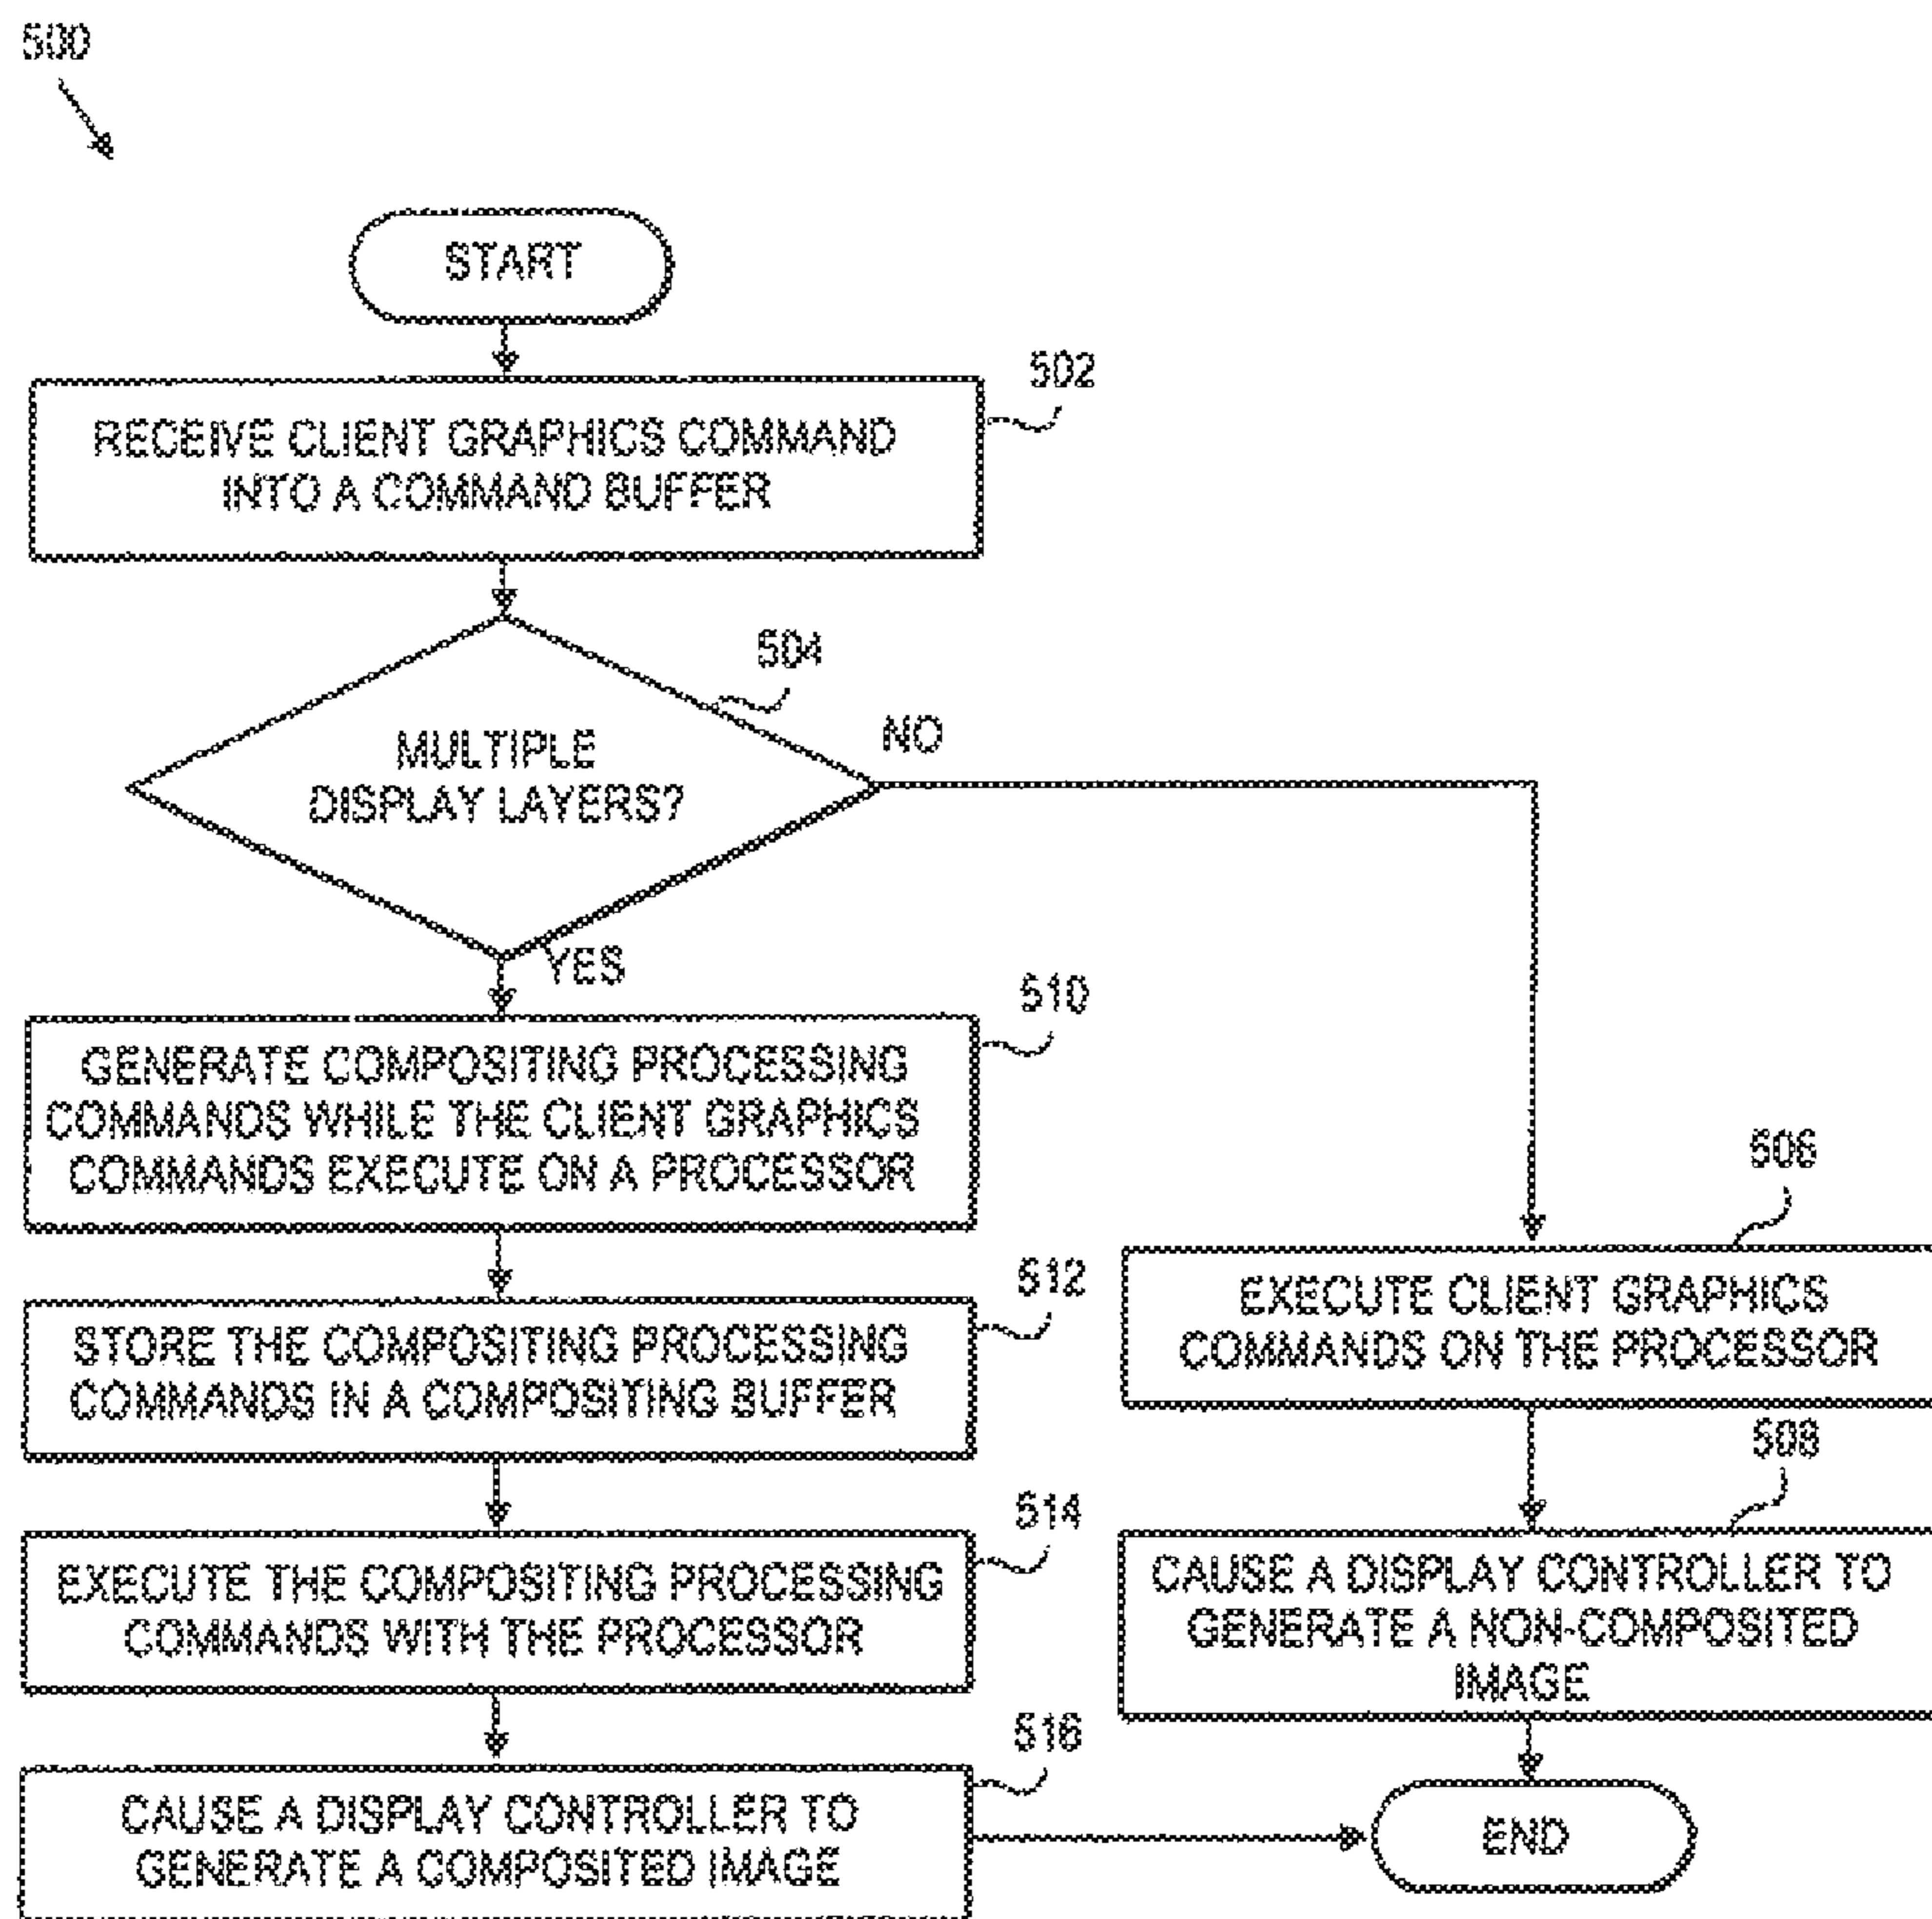 500
START
502
RECEIVE CLIENT GRAPHICS COMMAND
INTO A COMMAND BUFFER
504
MULTIPLE
DISPLAY LAYERS?
NO
YES
510
GENERATE COMPOSITING PROCESSING
COMMANDS WHILE THE CLIENT GRAPHICS
COMMANDS EXECUTE ON A PROCESSOR
512
STORE THE COMPOSITING PROCESSING
COMMANDS IN A COMPOSITING BUFFER
514
EXECUTE THE COMPOSITING PROCESSING
COMMANDS WITH THE PROCESSOR
516
CAUSE A DISPLAY CONTROLLER TO
GENERATE A COMPOSITED IMAGE
506
EXECUTE CLIENT GRAPHICS
COMMANDS ON THE PROCESSOR
508
CAUSE A DISPLAY CONTROLLER TO
GENERATE A NON-COMPOSITED
IMAGE
END